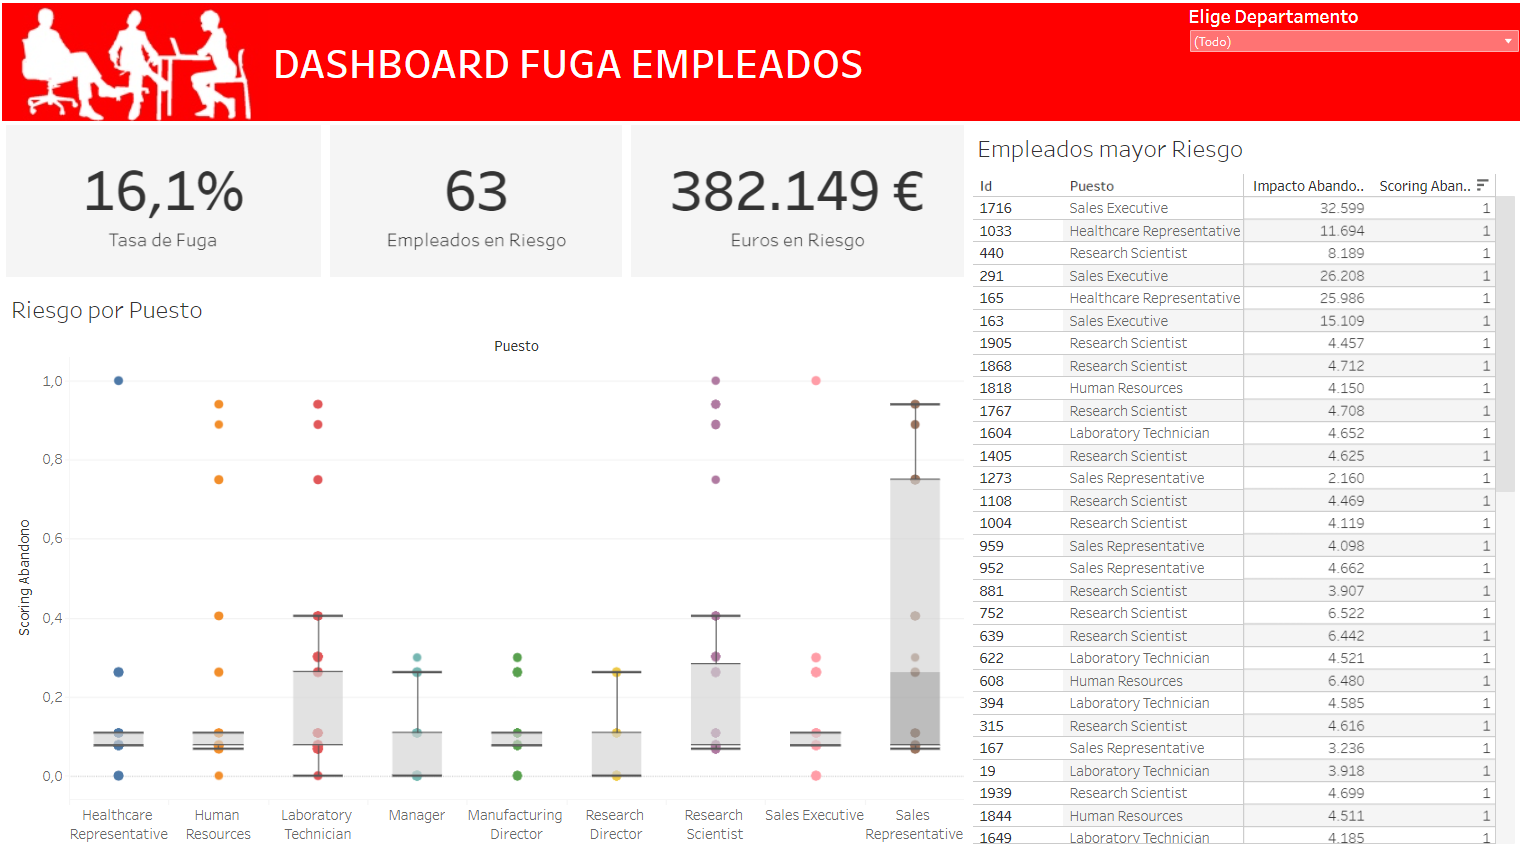 Elige Departamento
(Todo)
DASHBOARD FUGA EMPLEADOS
16,1%
Tasa de Fuga
63
Empleados en Riesgo
382.149 €
Euros en Riesgo
Riesgo por Puesto
Puesto
Scoring Abandono
1,0
0,8
0,6
0,4
0,2
0,0
Healthcare
Representative
Human
Resources
Laboratory
Technician
Manager
Manufacturing
Director
Research
Director
Research
Scientist
Sales Executive
Sales
Representative
Empleados mayor Riesgo
Id Puesto Impacto Abando.. Scoring Aban..
1716 Sales Executive 32.599 1
1033 Healthcare Representative 11.694 1
440 Research Scientist 8.189 1
291 Sales Executive 26.208 1
165 Healthcare Representative 25.986 1
163 Sales Executive 15.109 1
1905 Research Scientist 4.457 1
1868 Research Scientist 4.712 1
1818 Human Resources 4.150 1
1767 Research Scientist 4.708 1
1604 Laboratory Technician 4.652 1
1405 Research Scientist 4.625 1
1273 Sales Representative 2.160 1
1108 Research Scientist 4.469 1
1004 Research Scientist 4.119 1
959 Sales Representative 4.098 1
952 Sales Representative 4.662 1
881 Research Scientist 3.907 1
752 Research Scientist 6.522 1
639 Research Scientist 6.442 1
622 Laboratory Technician 4.521 1
608 Human Resources 6.480 1
394 Laboratory Technician 4.585 1
315 Research Scientist 4.616 1
167 Sales Representative 3.236 1
19 Laboratory Technician 3.918 1
1939 Research Scientist 4.699 1
1844 Human Resources 4.511 1
1649 Laboratory Technician 4.185 1